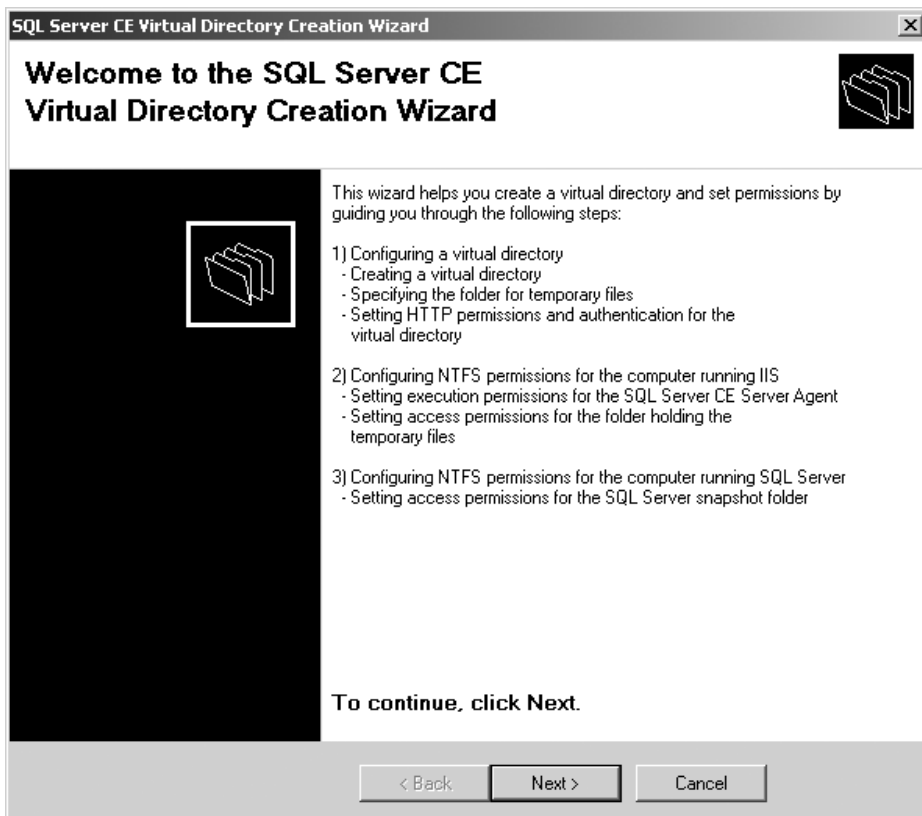 SQL Server CE Virtual Directory Creation Wizard
Welcome to the SQL Server CE
Virtual Directory Creation Wizard
This wizard helps you create a virtual directory and set permissions by
guiding you through the following steps:
1) Configuring a virtual directory
- Creating a virtual directory
- Specifying the folder for temporary files
- Setting HTTP permissions and authentication for the
virtual directory
2) Configuring NTFS permissions for the computer running IIS
- Setting execution permissions for the SQL Server CE Server Agent
- Setting access permissions for the folder holding the
temporary files
3) Configuring NTFS permissions for the computer running SQL Server
- Setting access permissions for the SQL Server snapshot folder
To continue, click Next.
< Back Next > Cancel